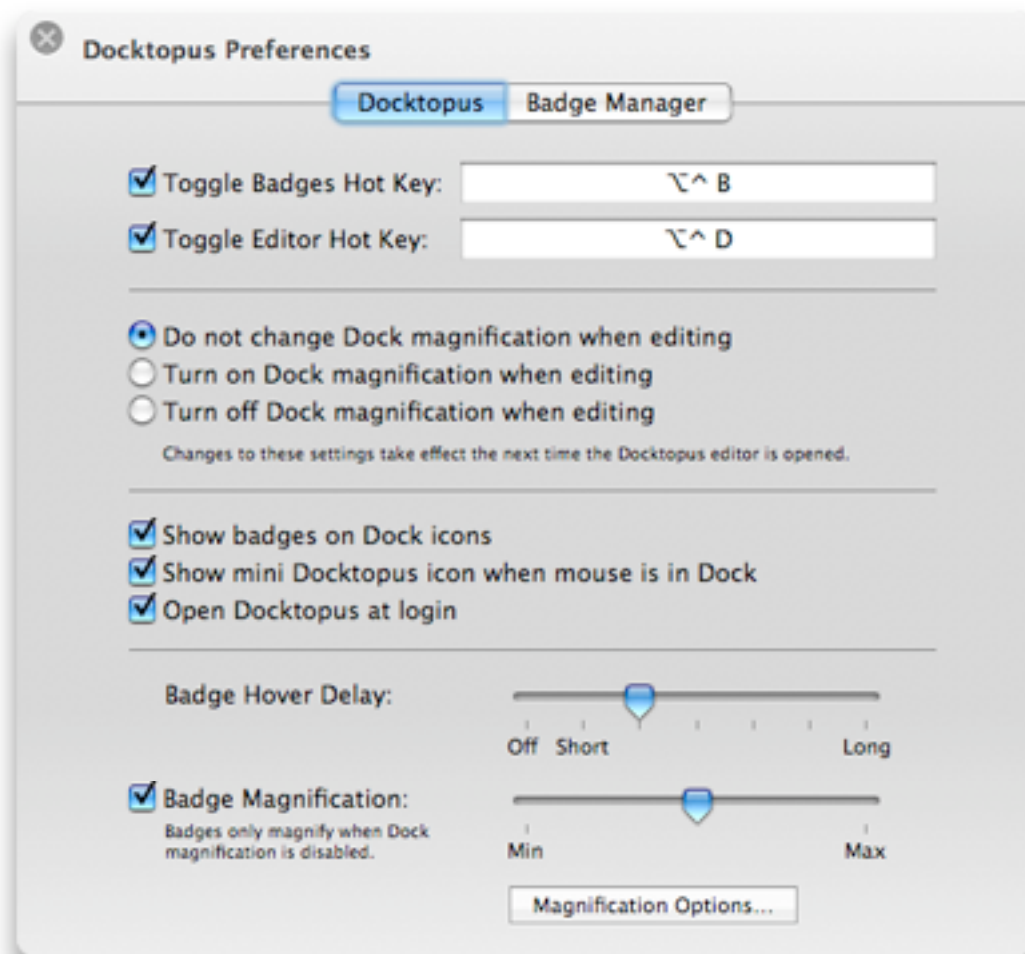 Docktopus Preferences
Docktopus Badge Manager
Toggle Badges Hot Key: ⌥^ B
Toggle Editor Hot Key: ⌥^ D
Do not change Dock magnification when editing
Turn on Dock magnification when editing
Turn off Dock magnification when editing
Changes to these settings take effect the next time the Docktopus editor is opened.
Show badges on Dock icons
Show mini Docktopus icon when mouse is in Dock
Open Docktopus at login
Badge Hover Delay:
Off Short Long
Badge Magnification:
Badges only magnify when Dock
magnification is disabled.
Min Max
Magnification Options...